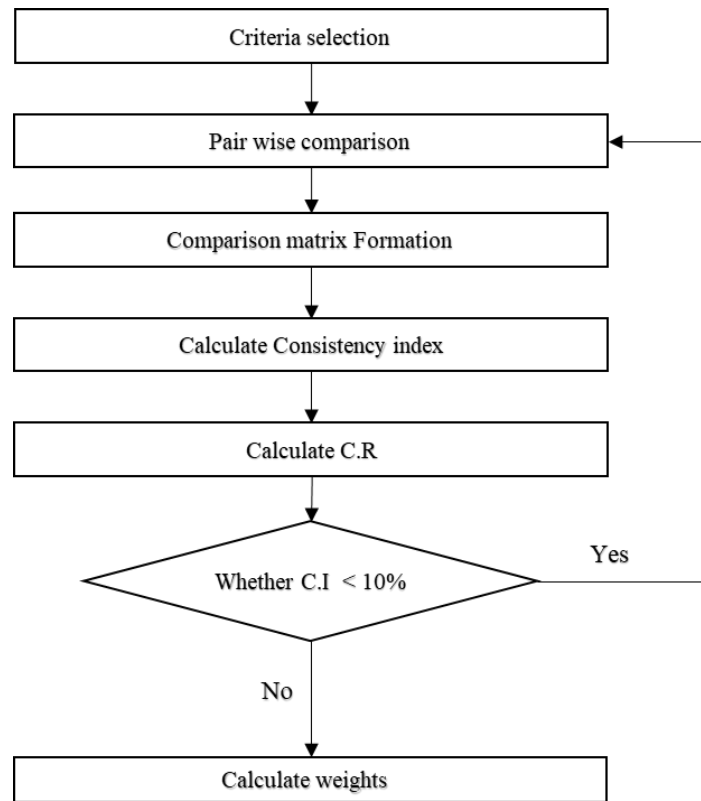 Criteria selection
Pair wise comparison
Comparison matrix Formation
Calculate Consistency index
Calculate C.R
Whether C.I < 10%
Yes
No
Calculate weights